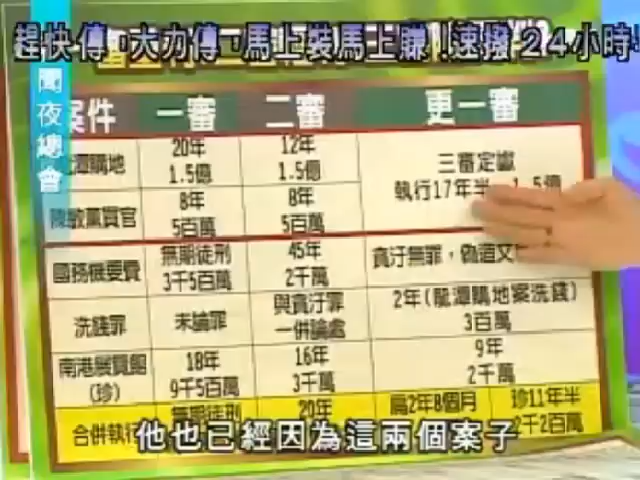 趕快傳，大力傳，馬上裝馬上賺！速撥24小時
聞夜總會
案件 一審 二審 更一審
龍潭購地 20年 1.5億 12年 1.5億
三審定讞
執行17年半 1.5億
陳敏薰買官 8年 5百萬 8年 5百萬
國務機要費 無期徒刑 3千5百萬 45年 2千萬 貪汙無罪，偽造文
洗錢罪 未論罪 與貪汙罪一併論處 2年(龍潭購地案洗錢) 3百萬
南港展覽館(珍) 18年 9千5百萬 16年 3千萬 9年 2千萬
合併執行 無期徒刑 20年 扁2年8個月 珍11年半 2千2百萬
他也已經因為這兩個案子